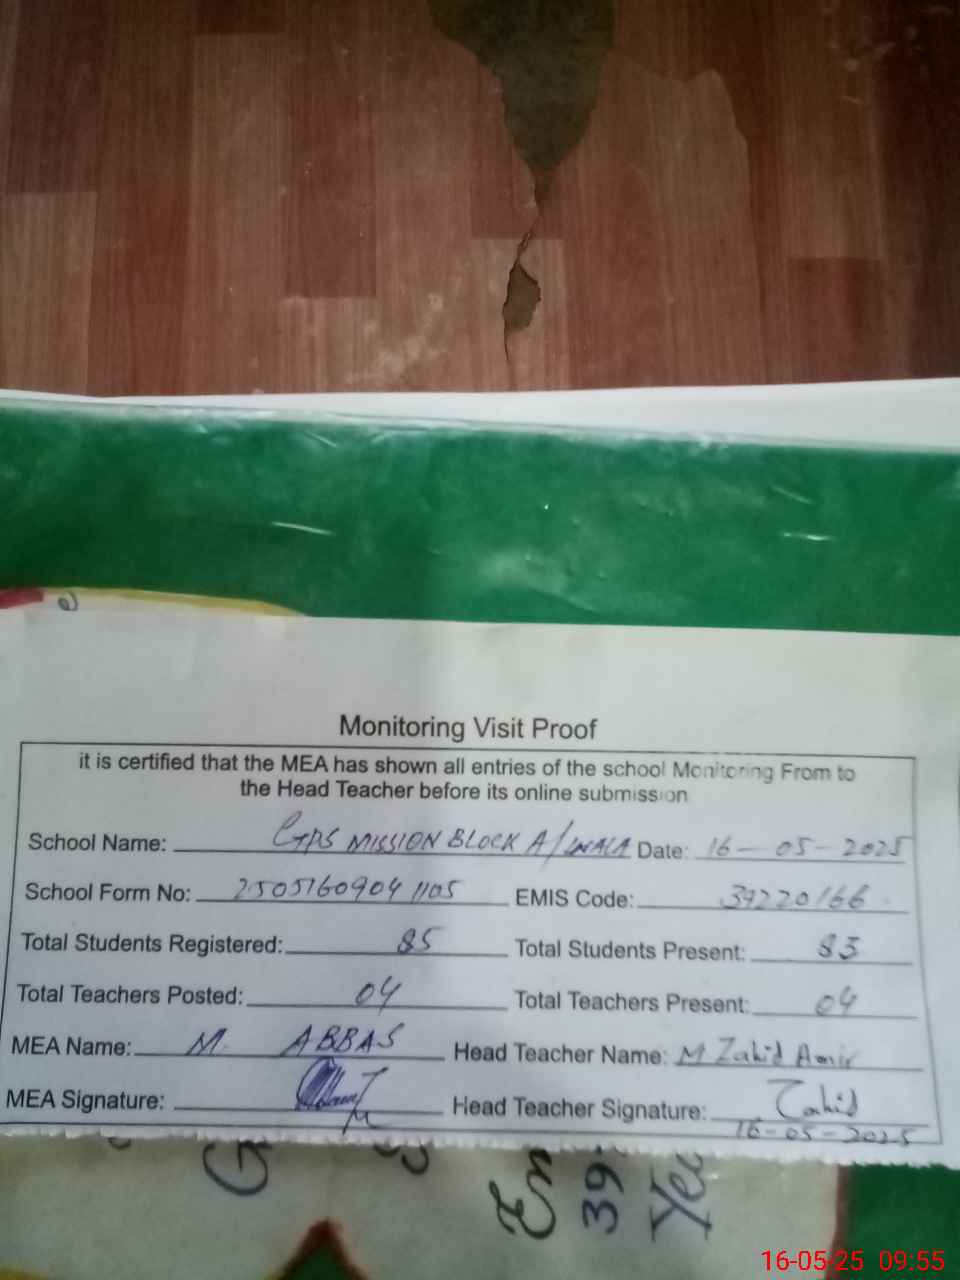 Monitoring Visit Proof
it is certified that the MEA has shown all entries of the school Monitoring From to
the Head Teacher before its online submission
School Name: GPS MISSION BLOCK A/WALA Date: 16-05-2025
School Form No: 25051609041105 EMIS Code: 39220166
Total Students Registered: 85 Total Students Present: 83
Total Teachers Posted: 04 Total Teachers Present: 04
MEA Name: M. ABBAS Head Teacher Name: M Zahid Amir
MEA Signature: Head Teacher Signature: Zahid
16-05-2025
En
39-
16-05-25 09:55